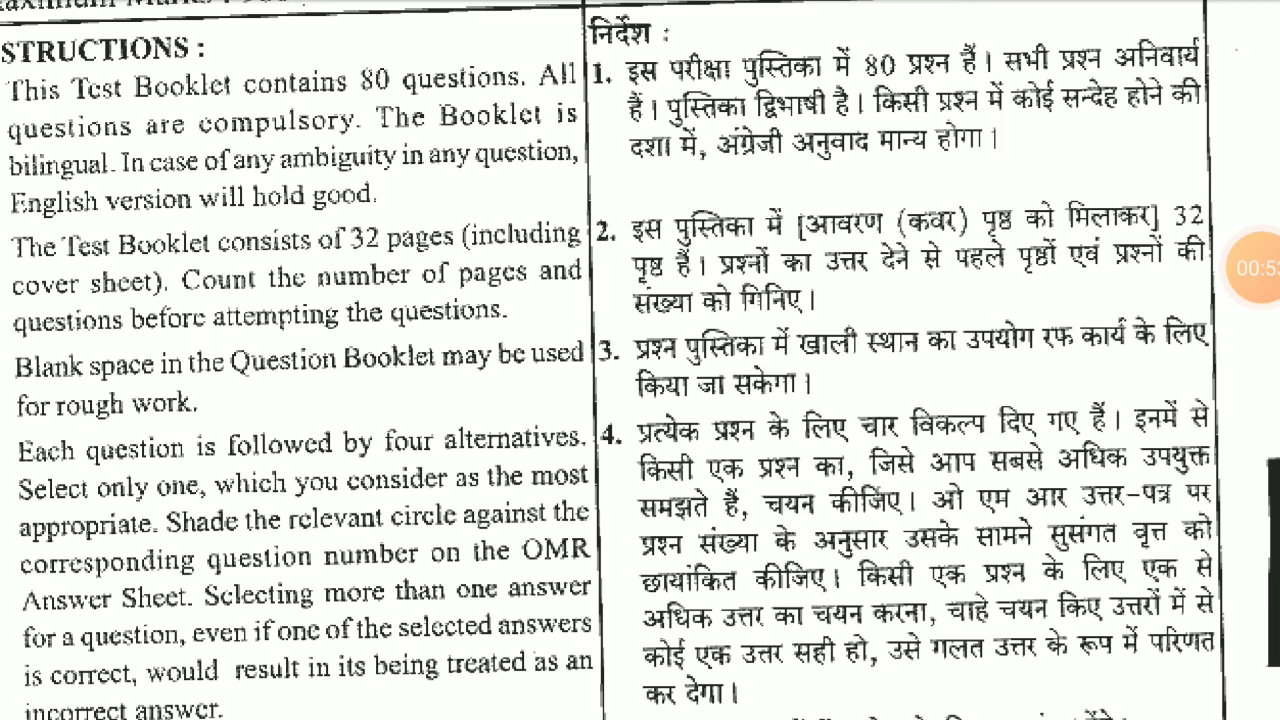 STRUCTIONS :
This Test Booklet contains 80 questions. All
questions are compulsory. The Booklet is
bilingual. In case of any ambiguity in any question,
English version will hold good.
The Test Booklet consists of 32 pages (including
cover sheet). Count the number of pages and
questions before attempting the questions.
Blank space in the Question Booklet may be used
for rough work.
Each question is followed by four alternatives.
Select only one, which you consider as the most
appropriate. Shade the relevant circle against the
corresponding question number on the OMR
Answer Sheet. Selecting more than one answer
for a question, even if one of the selected answers
is correct, would result in its being treated as an
incorrect answer.
निर्देश :
1. इस परीक्षा पुस्तिका में 80 प्रश्न हैं। सभी प्रश्न अनिवार्य
हैं। पुस्तिका द्विभाषी है। किसी प्रश्न में कोई सन्देह होने की
दशा में, अंग्रेजी अनुवाद मान्य होगा।
2. इस पुस्तिका में [आवरण (कवर) पृष्ठ को मिलाकर] 32
पृष्ठ हैं। प्रश्नों का उत्तर देने से पहले पृष्ठों एवं प्रश्नों की
संख्या को गिनिए।
3. प्रश्न पुस्तिका में खाली स्थान का उपयोग रफ कार्य के लिए
किया जा सकेगा।
4. प्रत्येक प्रश्न के लिए चार विकल्प दिए गए हैं। इनमें से
किसी एक प्रश्न का, जिसे आप सबसे अधिक उपयुक्त
समझते हैं, चयन कीजिए। ओ एम आर उत्तर-पत्र पर
प्रश्न संख्या के अनुसार उसके सामने सुसंगत वृत्त को
छायांकित कीजिए। किसी एक प्रश्न के लिए एक से
अधिक उत्तर का चयन करना, चाहे चयन किए उत्तरों में से
कोई एक उत्तर सही हो, उसे गलत उत्तर के रूप में परिणत
कर देगा।